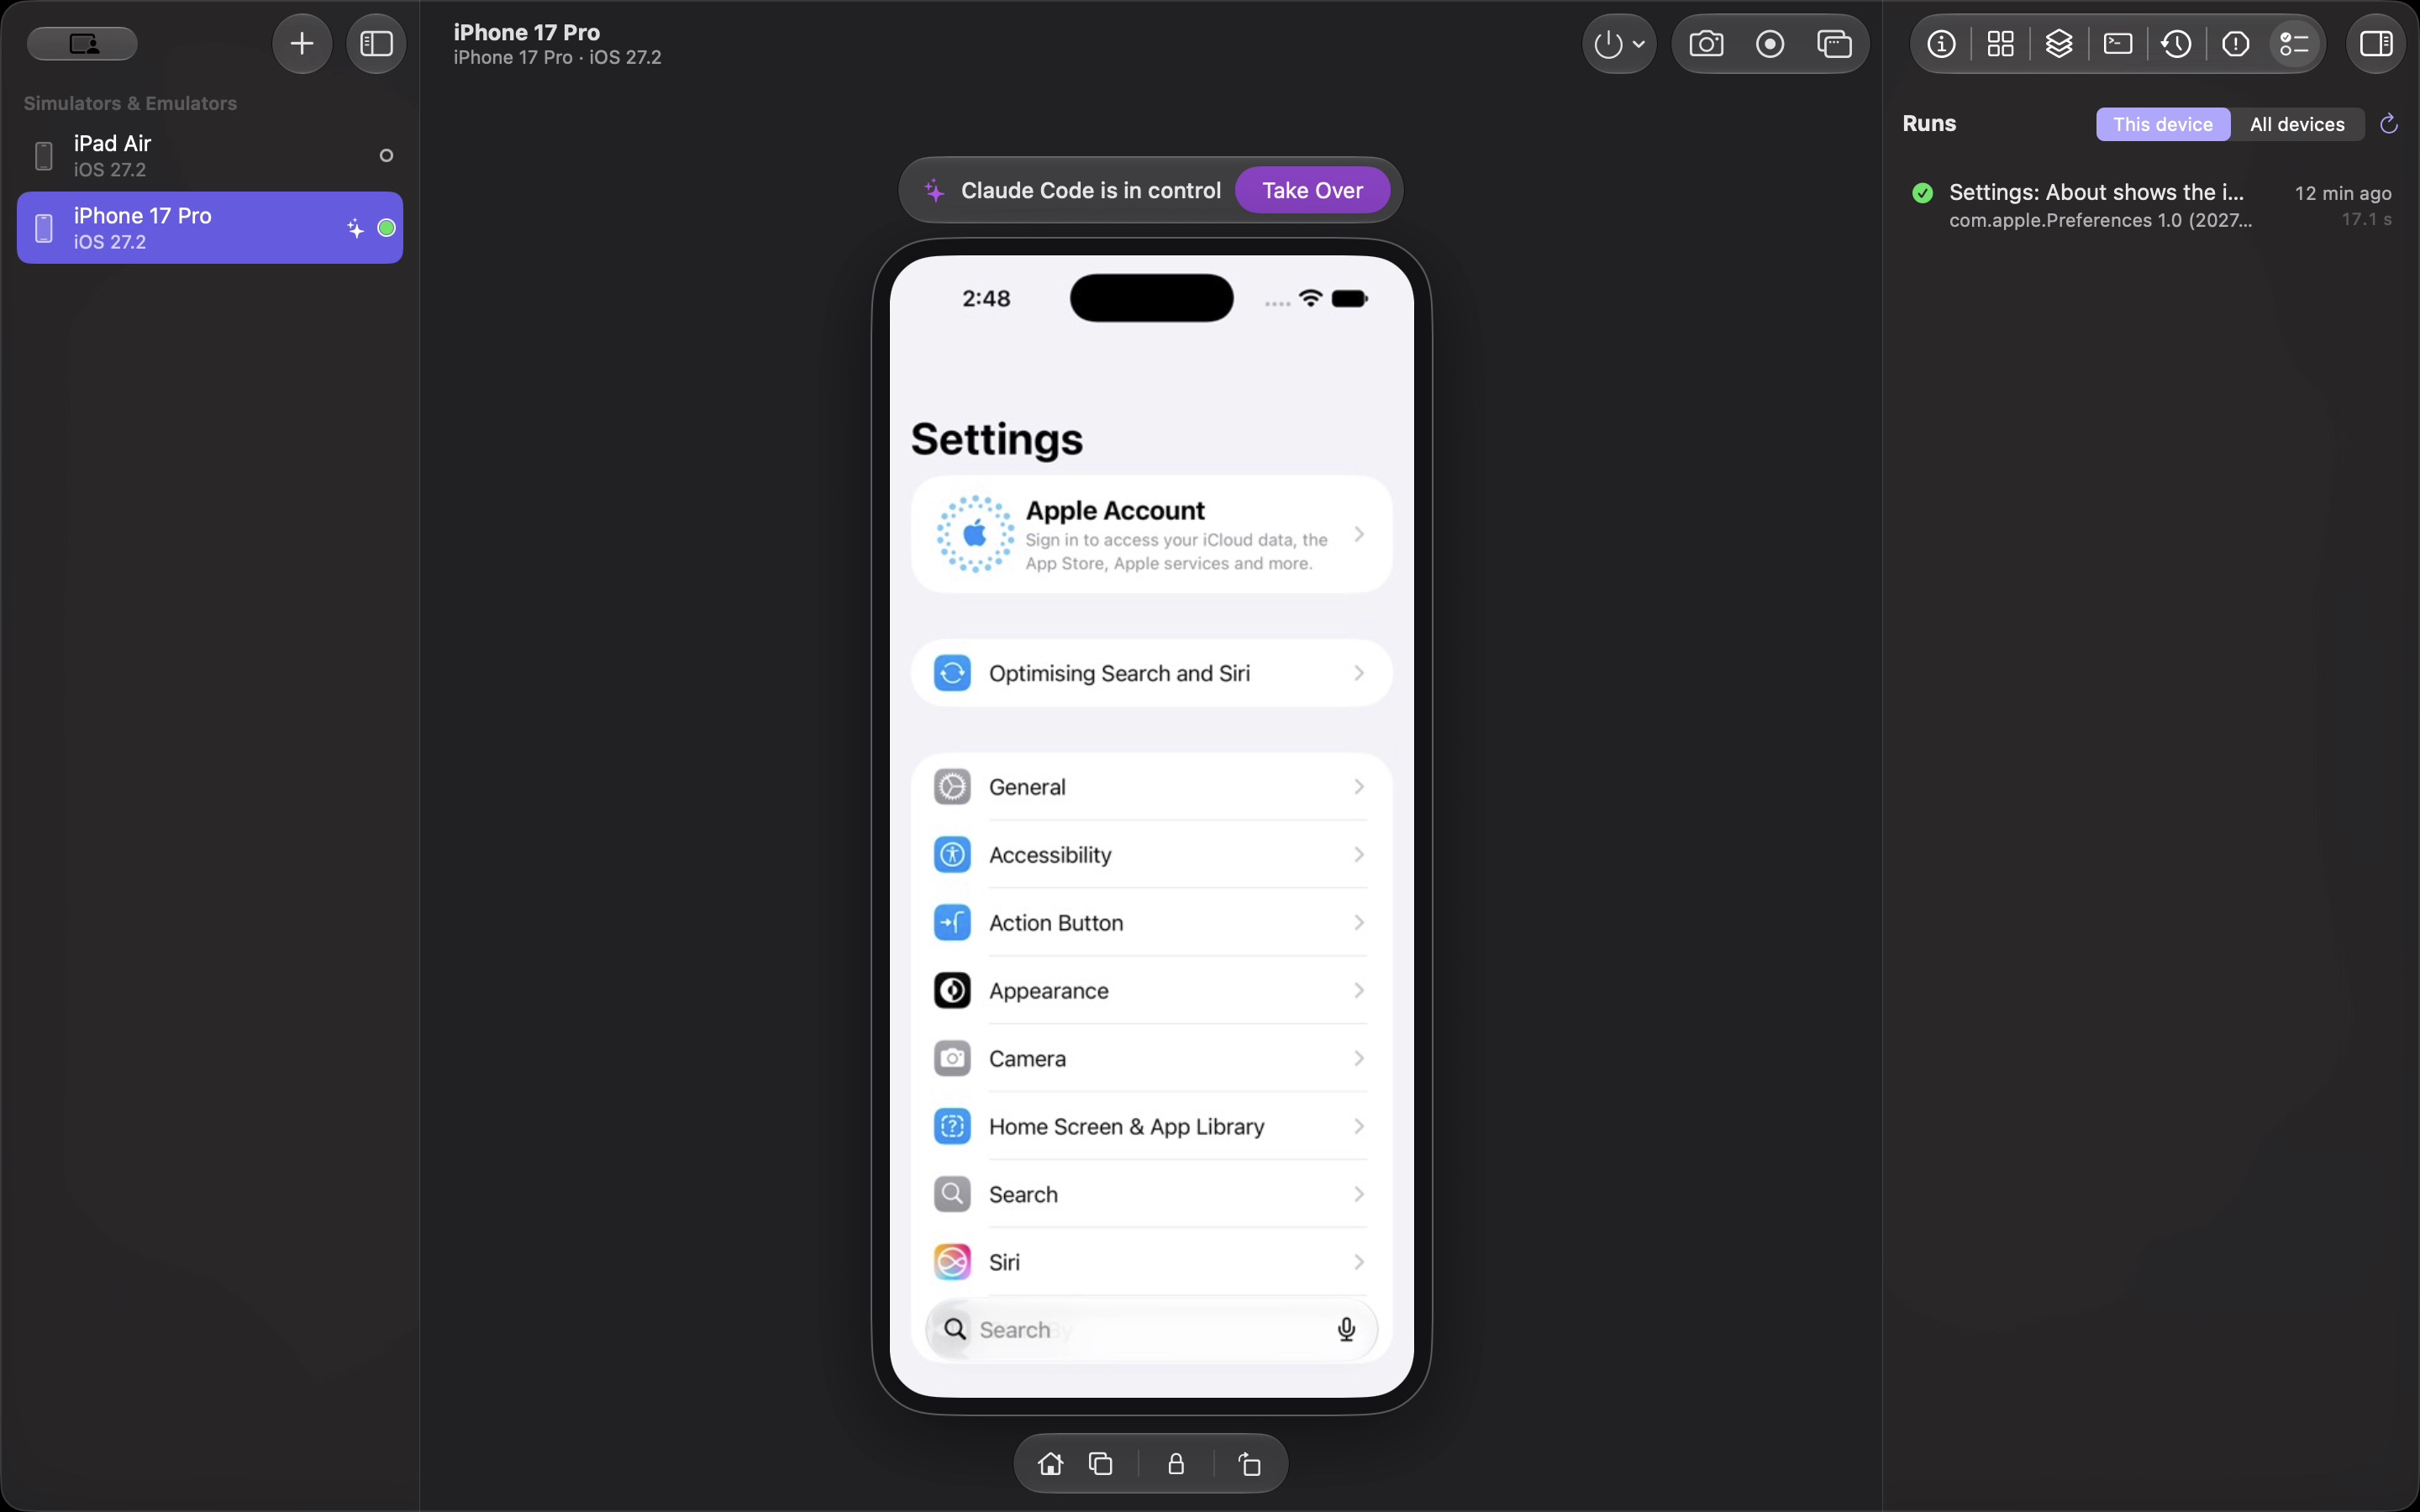 Simulators & Emulators
iPad Air
iOS 27.2
iPhone 17 Pro
iOS 27.2
iPhone 17 Pro
iPhone 17 Pro · iOS 27.2
Claude Code is in control
Take Over
2:48
Settings
Apple Account
Sign in to access your iCloud data, the
App Store, Apple services and more.
Optimising Search and Siri
General
Accessibility
Action Button
Appearance
Camera
Home Screen & App Library
Search
Siri
Search
Runs
This device
All devices
Settings: About shows the i...
12 min ago
com.apple.Preferences 1.0 (2027...
17.1 s